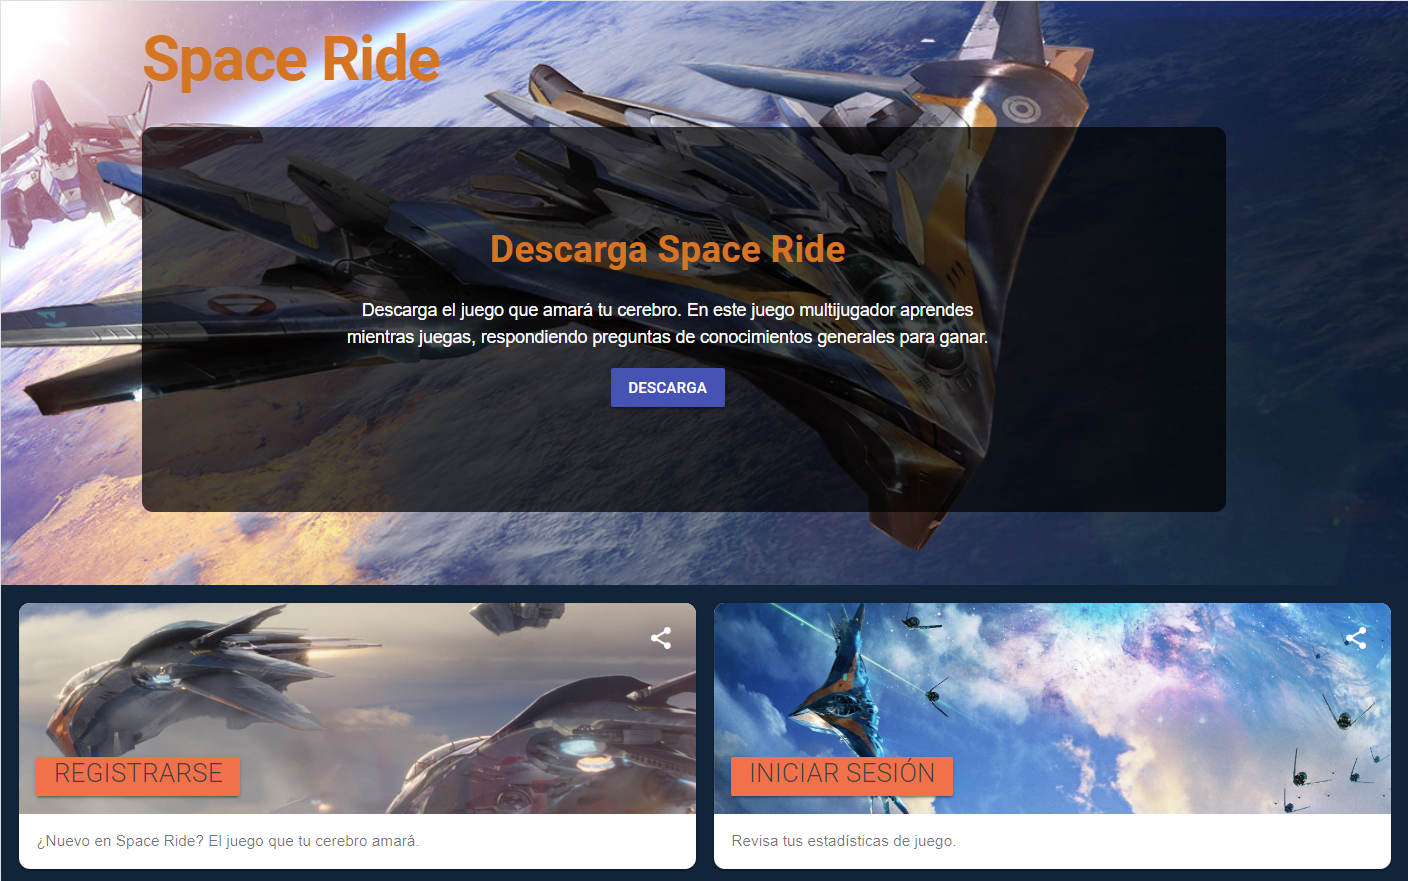 Space Ride
Descarga Space Ride
Descarga el juego que amará tu cerebro. En este juego multijugador aprendes
mientras juegas, respondiendo preguntas de conocimientos generales para ganar.
DESCARGA
REGISTRARSE
¿Nuevo en Space Ride? El juego que tu cerebro amará.
INICIAR SESIÓN
Revisa tus estadísticas de juego.